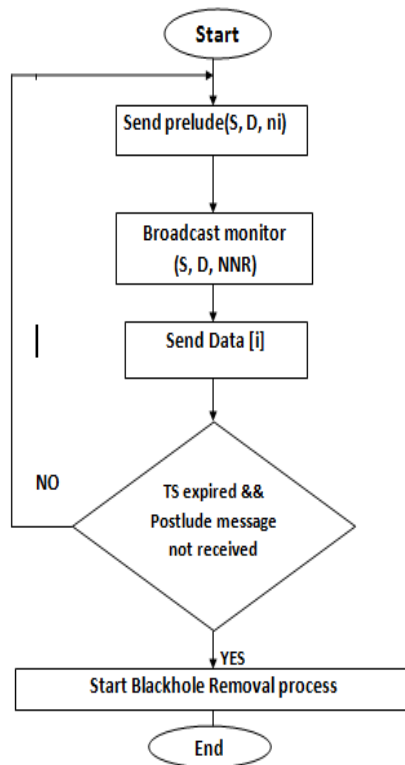 Start
Send prelude(S, D, ni)
Broadcast monitor
(S, D, NNR)
Send Data [i]
NO
TS expired &&
Postlude message
not received
YES
Start Blackhole Removal process
End